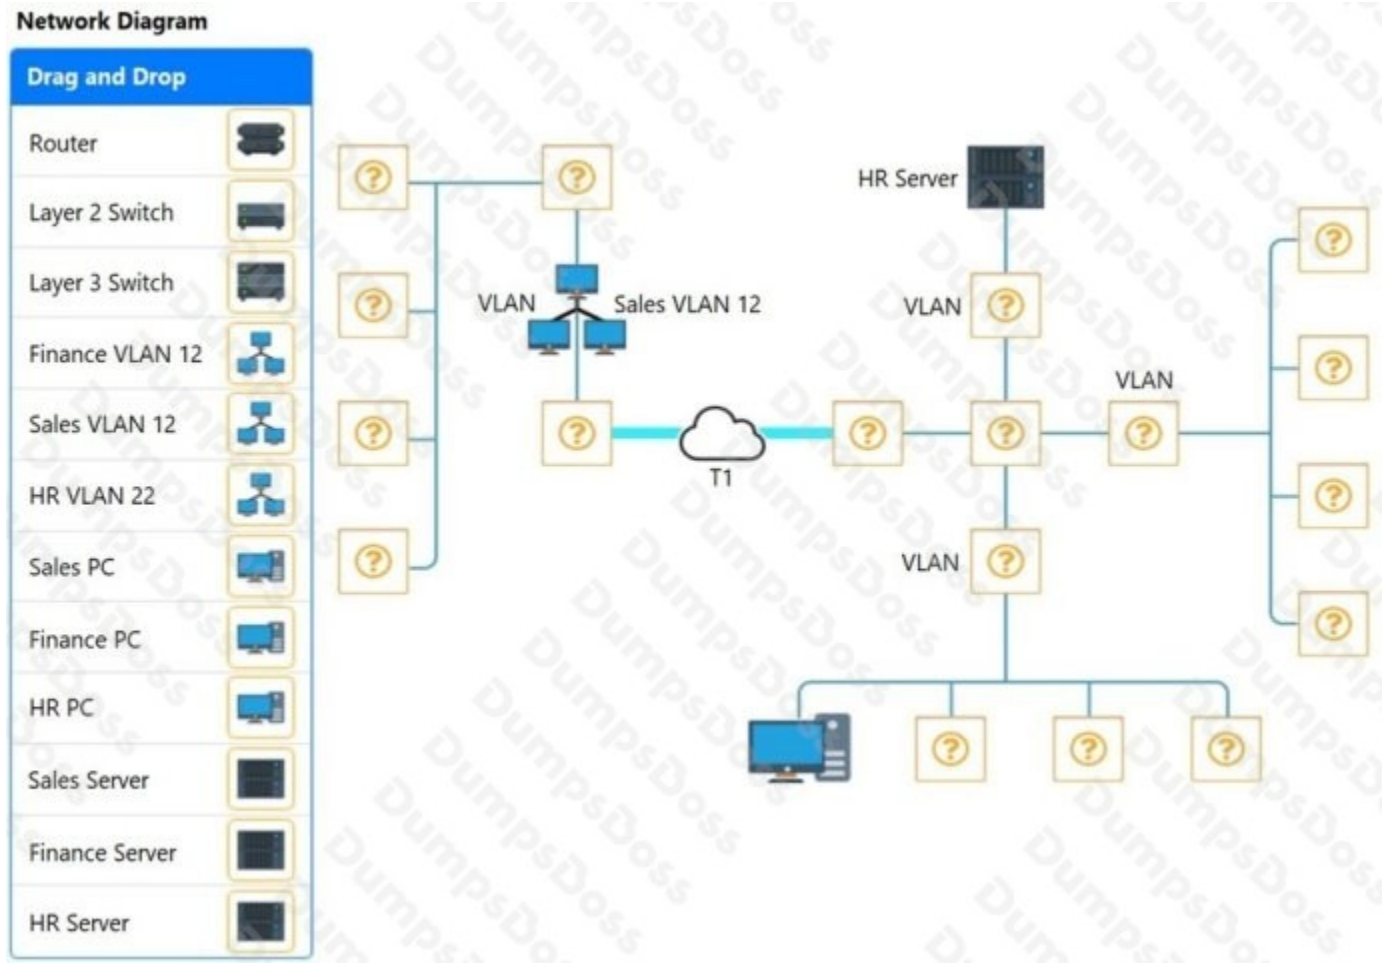 Network Diagram
Drag and Drop
Router
Layer 2 Switch
Layer 3 Switch
Finance VLAN 12
Sales VLAN 12
HR VLAN 22
Sales PC
Finance PC
HR PC
Sales Server
Finance Server
HR Server
?
?
?
?
?
VLAN
Sales VLAN 12
?
T1
?
HR Server
VLAN
?
?
VLAN
?
VLAN
?
?
?
?
?
?
?
?
DumpsDoss